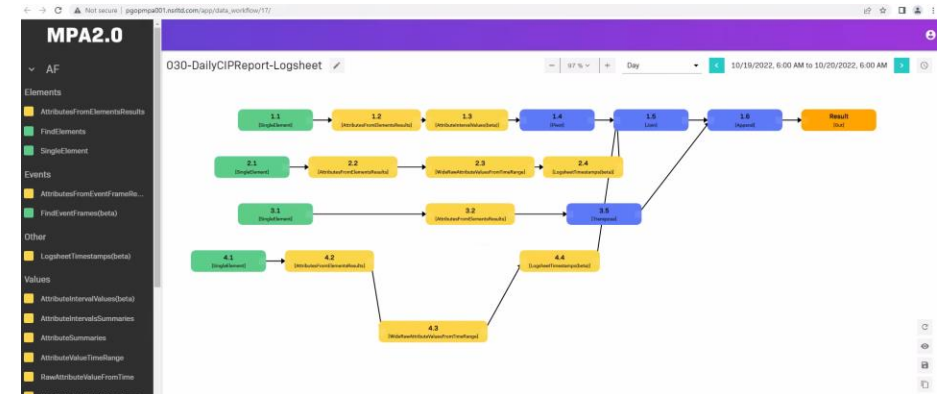 Not secure | pgopmpa001.nsrltd.com/app/data_workflow/17/
MPA2.0
AF
030-DailyCIPReport-Logsheet
97 %
Day
10/19/2022, 6:00 AM to 10/20/2022, 6:00 AM
Elements
AttributesFromElementsResults
FindElements
SingleElement
Events
AttributesFromEventFrameRe...
FindEventFrames(beta)
Other
LogsheetTimestamps(beta)
Values
AttributeIntervalValues(beta)
AttributeIntervalsSummaries
AttributeSummaries
AttributeValueTimeRange
RawAttributeValueFromTime
1.1
[SingleElement]
1.2
[AttributesFromElementsResults]
1.3
[AttributeIntervalValues(beta)]
1.4
[Pivot]
1.5
[Join]
1.6
[Append]
Result
[Out]
2.1
[SingleElement]
2.2
[AttributesFromElementsResults]
2.3
[WideRawAttributeValuesFromTimeRange]
2.4
[LogsheetTimestamps(beta)]
3.1
[SingleElement]
3.2
[AttributesFromElementsResults]
3.5
[Transpose]
4.1
[SingleElement]
4.2
[AttributesFromElementsResults]
4.4
[LogsheetTimestamps(beta)]
4.3
[WideRawAttributeValuesFromTimeRange]